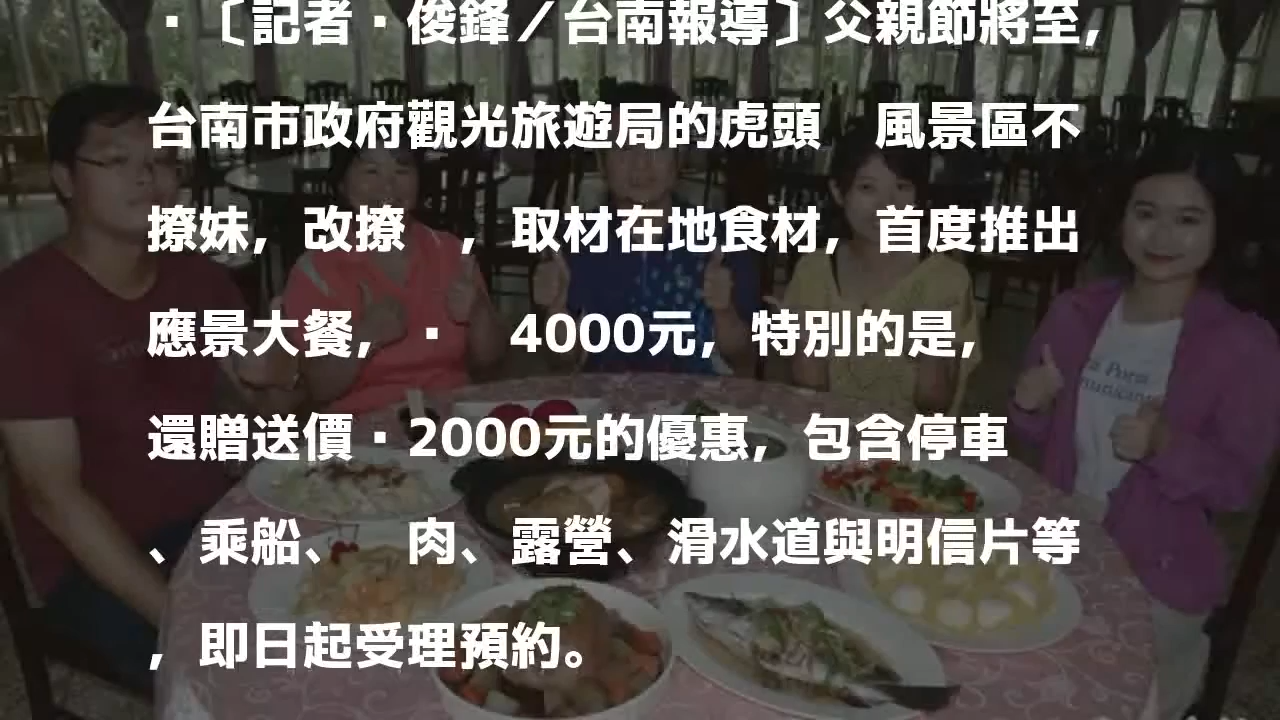 ·〔記者·俊鋒／台南報導〕父親節將至,
台南市政府觀光旅遊局的虎頭　風景區不
撩妹, 改撩　, 取材在地食材, 首度推出
應景大餐, ·　4000元, 特別的是,
還贈送價·2000元的優惠, 包含停車
、乘船、　肉、露營、滑水道與明信片等
, 即日起受理預約。